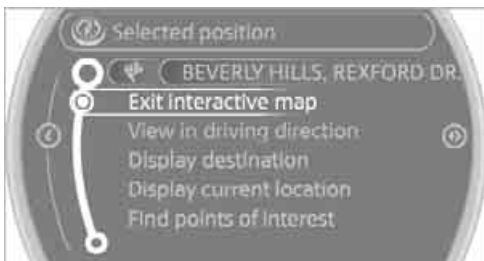 Selected position
BEVERLY HILLS, REXFORD DR.
Exit interactive map
View in driving direction
Display destination
Display current location
Find points of interest